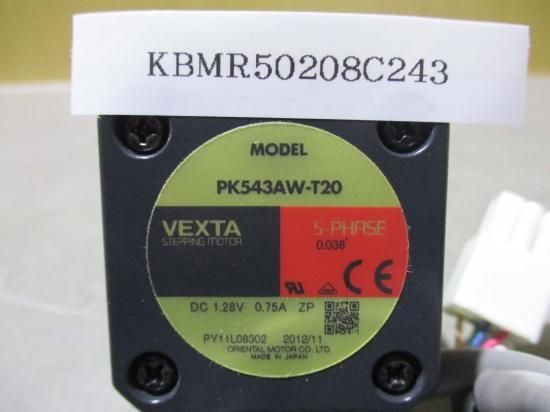 KBMR50208C243
MODEL
PK543AW-T20
VEXTA
STEPPING MOTOR
5-PHASE
0.036°
CE
DC 1.28V 0.75A ZP
PY11L08302 2012/11
ORIENTAL MOTOR CO., LTD.
MADE IN JAPAN